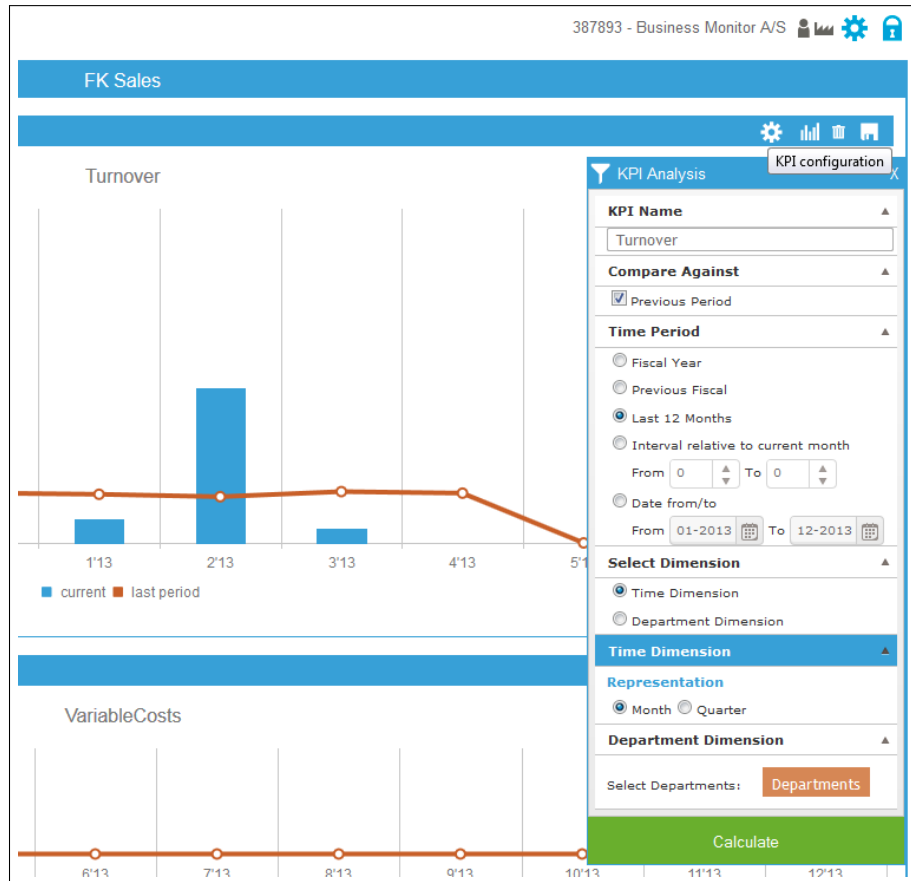 387893 - Business Monitor A/S
FK Sales
KPI configuration
Turnover
KPI Analysis X
KPI Name
Turnover
Compare Against
Previous Period
Time Period
Fiscal Year
Previous Fiscal
Last 12 Months
Interval relative to current month
From 0 To 0
Date from/to
From 01-2013 To 12-2013
1'13 2'13 3'13 4'13 5'1
current last period
Select Dimension
Time Dimension
Department Dimension
Time Dimension
Representation
Month Quarter
Department Dimension
Select Departments: Departments
Calculate
VariableCosts
6'13 7'13 8'13 9'13 10'13 11'13 12'13